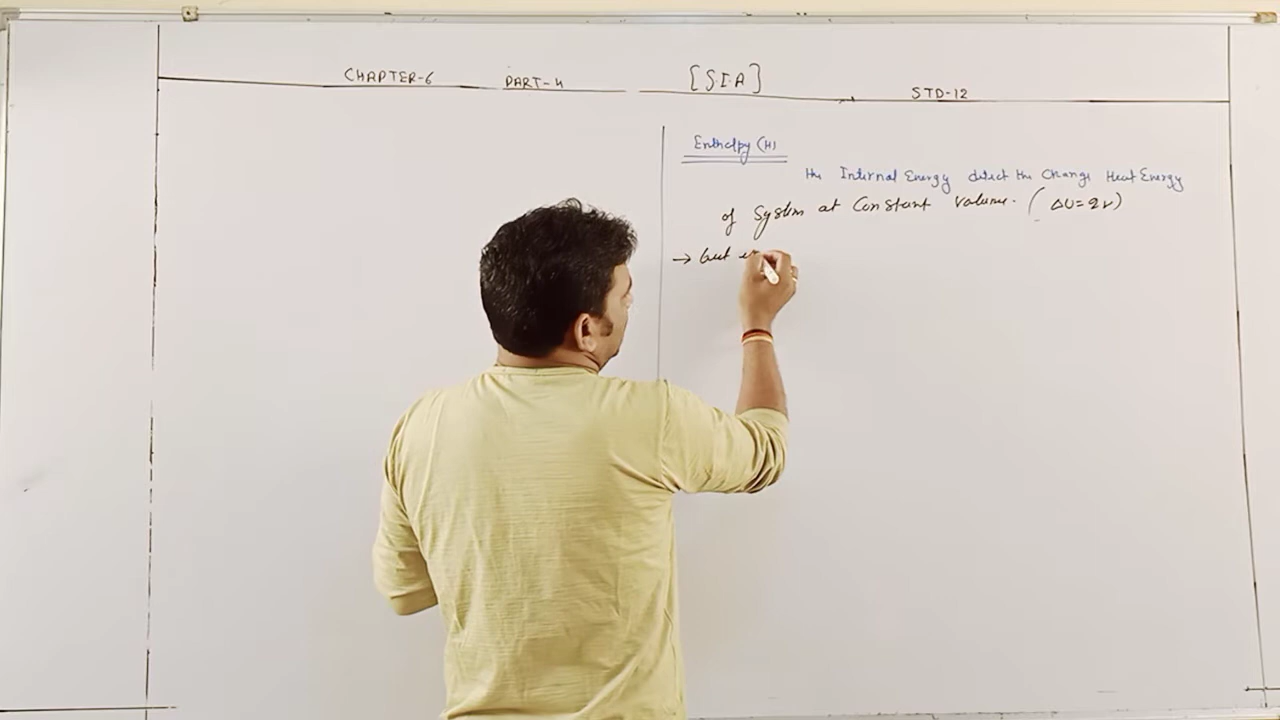 CHAPTER-6 PART-4 [S.I.A] STD-12
Enthalpy (H)
the Internal Energy detect the Change Heat Energy
of System at Constant Volume. (ΔU=qv)
→ but